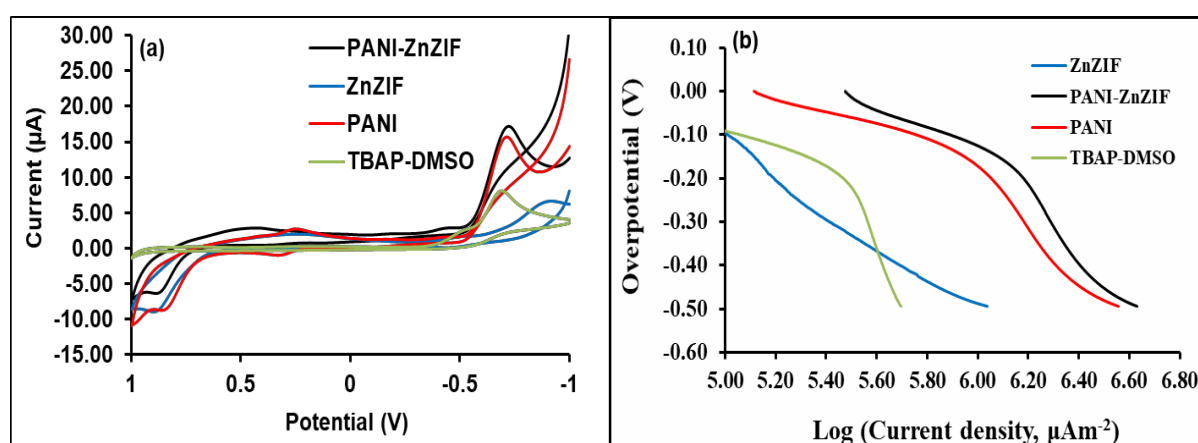 (a)
PANI-ZnZIF
ZnZIF
PANI
TBAP-DMSO
Current (µA)
30.00
25.00
20.00
15.00
10.00
5.00
0.00
-5.00
-10.00
-15.00
1
0.5
0
-0.5
-1
Potential (V)
(b)
ZnZIF
PANI-ZnZIF
PANI
TBAP-DMSO
Overpotential (V)
0.10
0.00
-0.10
-0.20
-0.30
-0.40
-0.50
-0.60
5.00
5.20
5.40
5.60
5.80
6.00
6.20
6.40
6.60
6.80
Log (Current density, µAm⁻²)